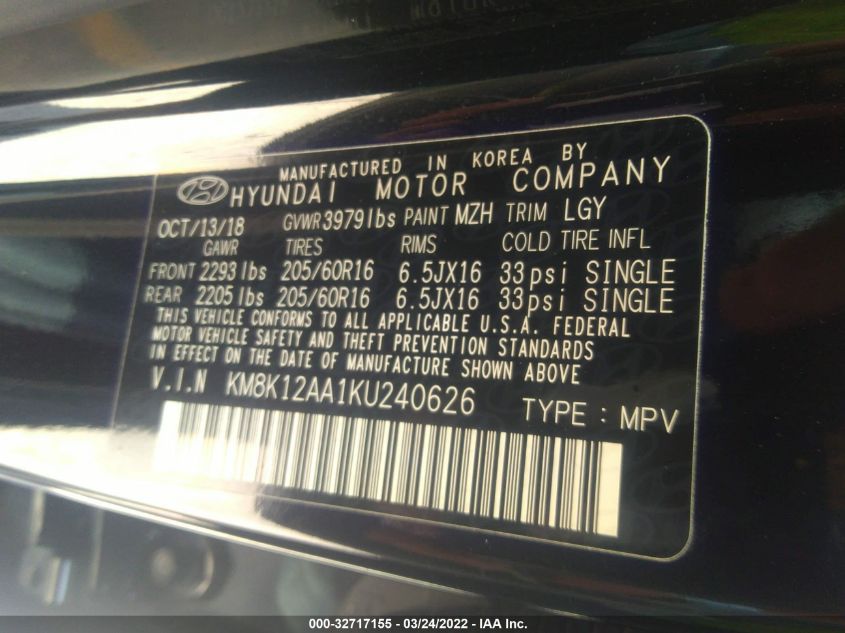 MANUFACTURED IN KOREA BY
HYUNDAI MOTOR COMPANY
OCT/13/18 GVWR 3979lbs PAINT MZH TRIM LGY
GAWR TIRES RIMS COLD TIRE INFL
FRONT 2293lbs 205/60R16 6.5JX16 33psi SINGLE
REAR 2205lbs 205/60R16 6.5JX16 33psi SINGLE
THIS VEHICLE CONFORMS TO ALL APPLICABLE U.S.A. FEDERAL
MOTOR VEHICLE SAFETY AND THEFT PREVENTION STANDARDS
IN EFFECT ON THE DATE OF MANUFACTURE SHOWN ABOVE
V.I.N KM8K12AA1KU240626 TYPE : MPV
000-32717155 - 03/24/2022 - IAA Inc.